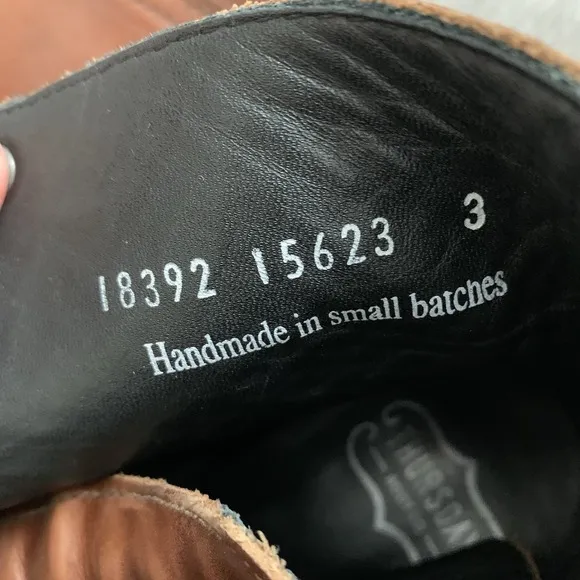 18392 15623 3
Handmade in small batches
THURSDAY